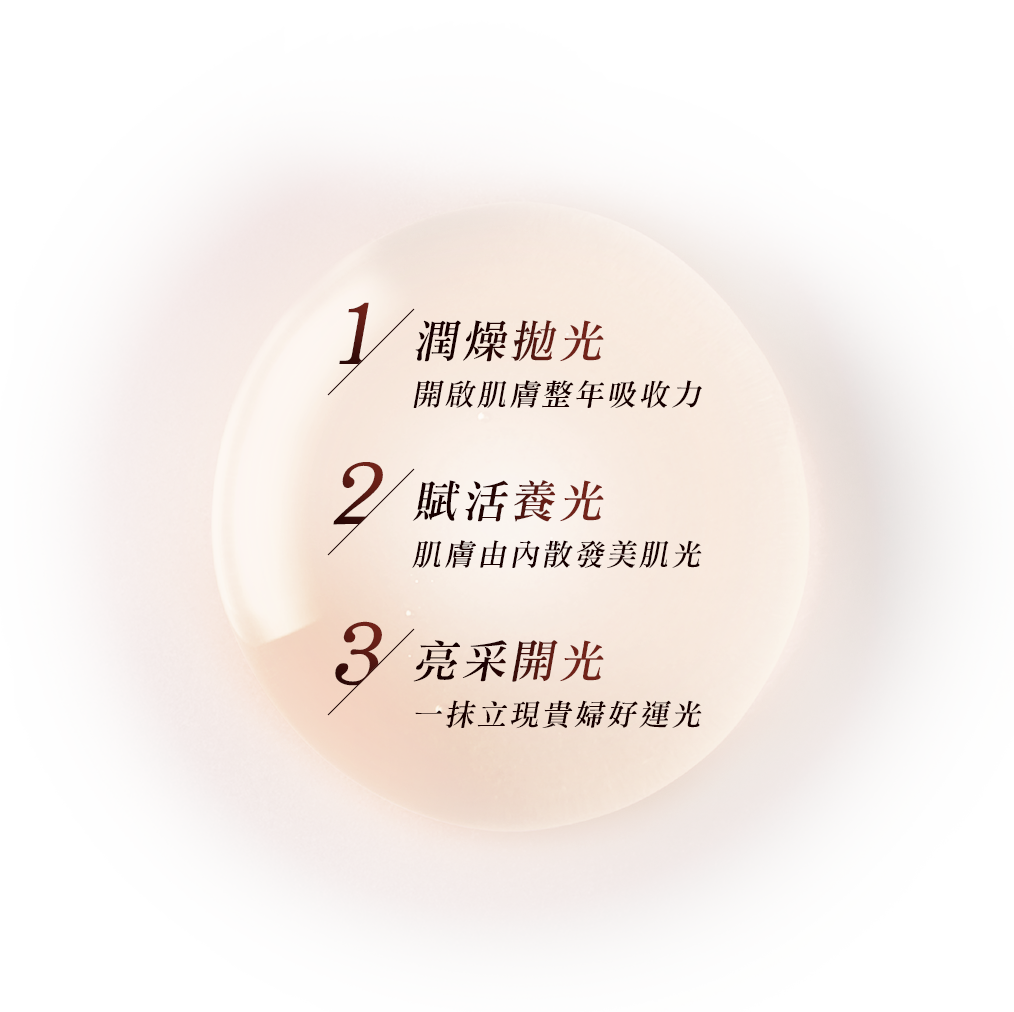 1 潤燥拋光
開啟肌膚整年吸收力
2 賦活養光
肌膚由內散發美肌光
3 亮采開光
一抹立現貴婦好運光